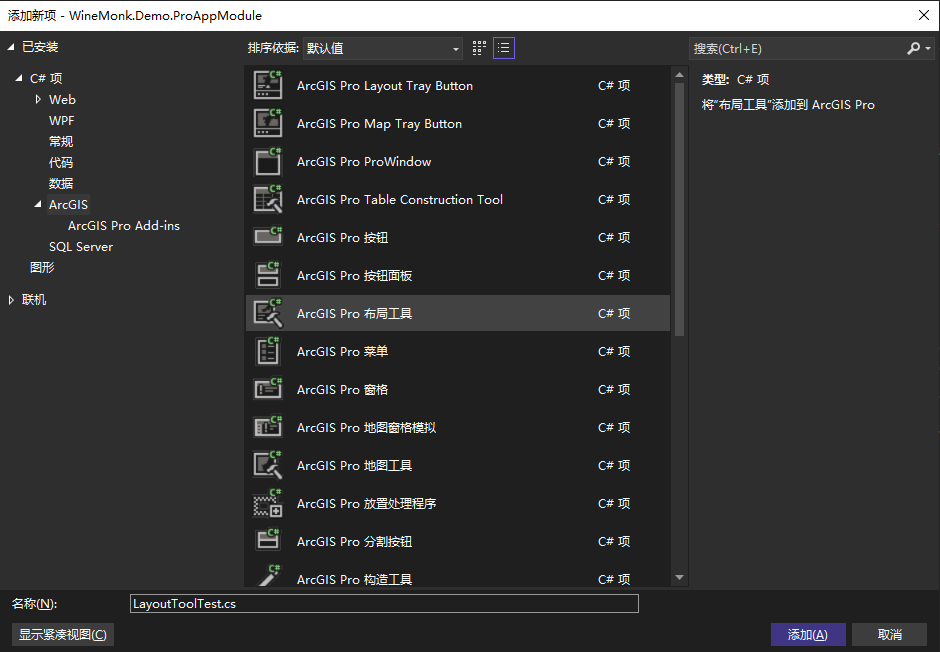 添加新项 - WineMonk.Demo.ProAppModule
已安装
C# 项
Web
WPF
常规
代码
数据
ArcGIS
ArcGIS Pro Add-ins
SQL Server
图形
联机
排序依据: 默认值
ArcGIS Pro Layout Tray Button C# 项
ArcGIS Pro Map Tray Button C# 项
ArcGIS Pro ProWindow C# 项
ArcGIS Pro Table Construction Tool C# 项
ArcGIS Pro 按钮 C# 项
ArcGIS Pro 按钮面板 C# 项
ArcGIS Pro 布局工具 C# 项
ArcGIS Pro 菜单 C# 项
ArcGIS Pro 窗格 C# 项
ArcGIS Pro 地图窗格模拟 C# 项
ArcGIS Pro 地图工具 C# 项
ArcGIS Pro 放置处理程序 C# 项
ArcGIS Pro 分割按钮 C# 项
ArcGIS Pro 构造工具 C# 项
搜索(Ctrl+E)
类型: C# 项
将"布局工具"添加到 ArcGIS Pro
名称(N): LayoutToolTest.cs
显示紧凑视图(C)
添加(A) 取消